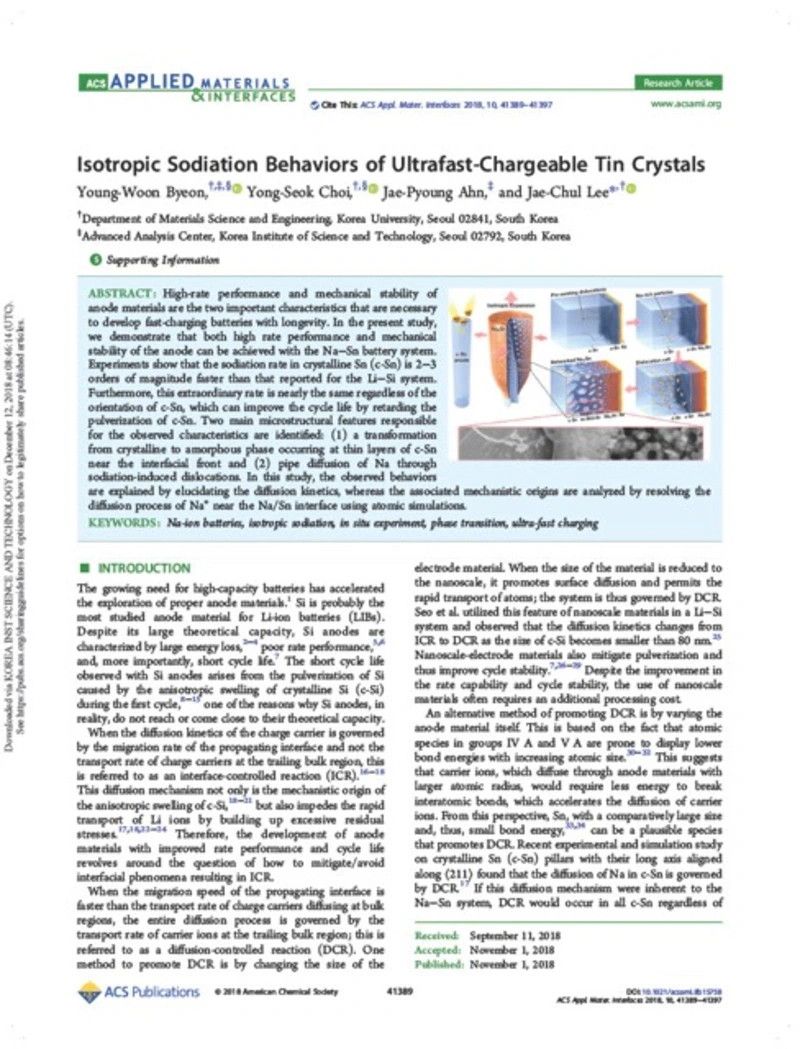 ACS APPLIED MATERIALS
& INTERFACES
Research Article
Cite This: ACS Appl. Mater. Interfaces 2018, 10, 41389−41397
www.acsami.org
Isotropic Sodiation Behaviors of Ultrafast-Chargeable Tin Crystals
Young-Woon Byeon,†,‡,§ Yong-Seok Choi,†,§ Jae-Pyoung Ahn,‡ and Jae-Chul Lee*,†
†Department of Materials Science and Engineering, Korea University, Seoul 02841, South Korea
‡Advanced Analysis Center, Korea Institute of Science and Technology, Seoul 02792, South Korea
S Supporting Information
ABSTRACT: High-rate performance and mechanical stability of
anode materials are the two important characteristics that are necessary
to develop fast-charging batteries with longevity. In the present study,
we demonstrate that both high rate performance and mechanical
stability of the anode can be achieved with the Na−Sn battery system.
Experiments show that the sodiation rate in crystalline Sn (c-Sn) is 2−3
orders of magnitude faster than that reported for the Li−Si system.
Furthermore, this extraordinary rate is nearly the same regardless of the
orientation of c-Sn, which can improve the cycle life by retarding the
pulverization of c-Sn. Two main microstructural features responsible
for the observed characteristics are identified: (1) a transformation
from crystalline to amorphous phase occurring at thin layers of c-Sn
near the interfacial front and (2) pipe diffusion of Na through
sodiation-induced dislocations. In this study, the observed behaviors
are explained by elucidating the diffusion kinetics, whereas the associated mechanistic origins are analyzed by resolving the
diffusion process of Na+ near the Na/Sn interface using atomic simulations.
KEYWORDS: Na-ion batteries, isotropic sodiation, in situ experiment, phase transition, ultra-fast charging
■ INTRODUCTION
The growing need for high-capacity batteries has accelerated
the exploration of proper anode materials.1 Si is probably the
most studied anode material for Li-ion batteries (LIBs).
Despite its large theoretical capacity, Si anodes are
characterized by large energy loss,2−4 poor rate performance,5,6
and, more importantly, short cycle life.7 The short cycle life
observed with Si anodes arises from the pulverization of Si
caused by the anisotropic swelling of crystalline Si (c-Si)
during the first cycle,8−15 one of the reasons why Si anodes, in
reality, do not reach or come close to their theoretical capacity.
When the diffusion kinetics of the charge carrier is governed
by the migration rate of the propagating interface and not the
transport rate of charge carriers at the trailing bulk region, this
is referred to as an interface-controlled reaction (ICR).16−18
This diffusion mechanism not only is the mechanistic origin of
the anisotropic swelling of c-Si, but also impedes the rapid
transport of Li ions by building up excessive residual
stresses. Therefore, the development of anode
materials with improved rate performance and cycle life
revolves around the question of how to mitigate/avoid
interfacial phenomena resulting in ICR.
When the migration speed of the propagating interface is
faster than the transport rate of charge carriers diffusing at bulk
regions, the entire diffusion process is governed by the
transport rate of carrier ions at the trailing bulk region; this is
referred to as a diffusion-controlled reaction (DCR). One
method to promote DCR is by changing the size of the
electrode material. When the size of the material is reduced to
the nanoscale, it promotes surface diffusion and permits the
rapid transport of atoms; the system is thus governed by DCR.
Seo et al. utilized this feature of nanoscale materials in a Li−Si
system and observed that the diffusion kinetics changes from
ICR to DCR as the size of c-Si becomes smaller than 80 nm.25
Nanoscale-electrode materials also mitigate pulverization and
thus improve cycle stability.7,26−29 Despite the improvement in
the rate capability and cycle stability, the use of nanoscale
materials often requires an additional processing cost.
An alternative method of promoting DCR is by varying the
anode material itself. This is based on the fact that atomic
species in groups IV A and V A are prone to display lower
bond energies with increasing atomic size.30−32 This suggests
that carrier ions, which diffuse through anode materials with
larger atomic radius, would require less energy to break
interatomic bonds, which accelerates the diffusion of carrier
ions. From this perspective, Sn, with a comparatively large size
and, thus, small bond energy,33,34 can be a plausible species
that promotes DCR. Recent experimental and simulation study
on crystalline Sn (c-Sn) pillars with their long axis aligned
along (211) found that the diffusion of Na in c-Sn is governed
by DCR.17 If this diffusion mechanism were inherent to the
Na−Sn system, DCR would occur in all c-Sn regardless of
Received: September 11, 2018
Accepted: November 1, 2018
Published: November 1, 2018
ACS Publications
© 2018 American Chemical Society
41389
DOI: 10.1021/acsami.8b15758
ACS Appl. Mater. Interfaces 2018, 10, 41389−41397
Downloaded via KOREA INST SCIENCE AND TECHNOLOGY on December 12, 2018 at 08:46:14 (UTC).
See https://pubs.acs.org/sharingguidelines for options on how to legitimately share published articles.